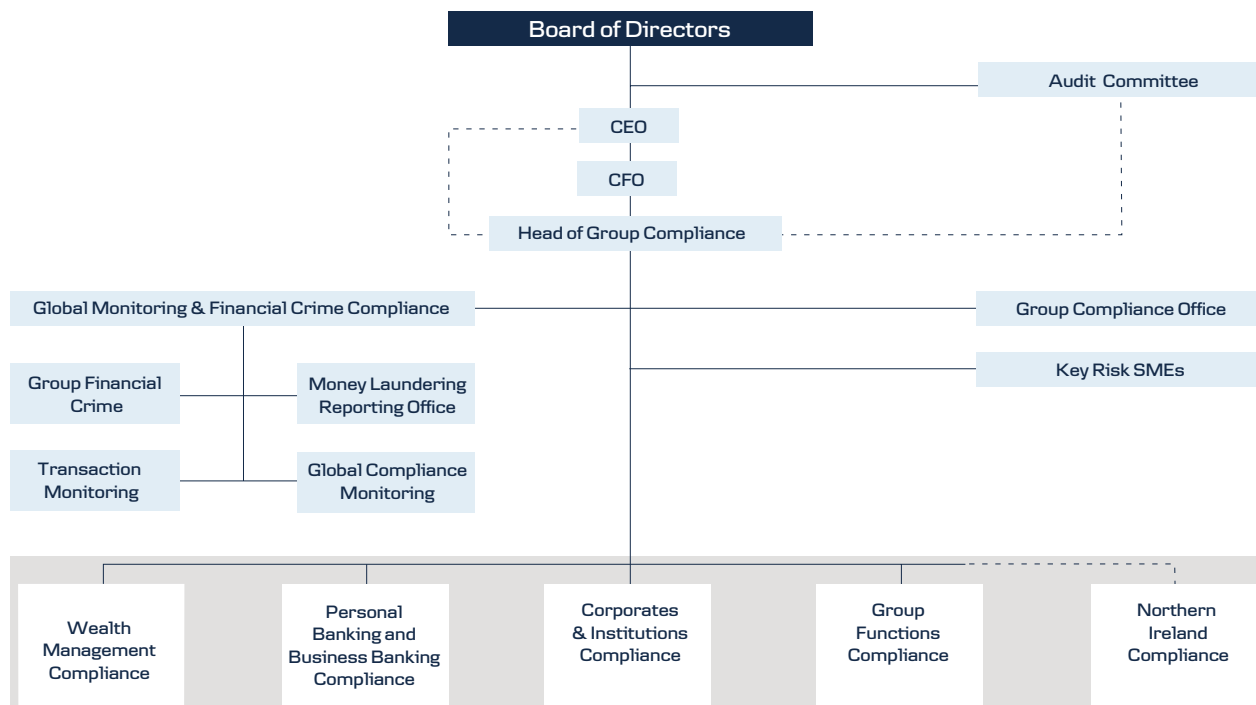 Board of Directors
Audit Committee
CEO
CFO
Head of Group Compliance
Global Monitoring & Financial Crime Compliance
Group Compliance Office
Key Risk SMEs
Group Financial
Crime
Money Laundering
Reporting Office
Transaction
Monitoring
Global Compliance
Monitoring
Wealth
Management
Compliance
Personal
Banking and
Business Banking
Compliance
Corporates
& Institutions
Compliance
Group
Functions
Compliance
Northern
Ireland
Compliance